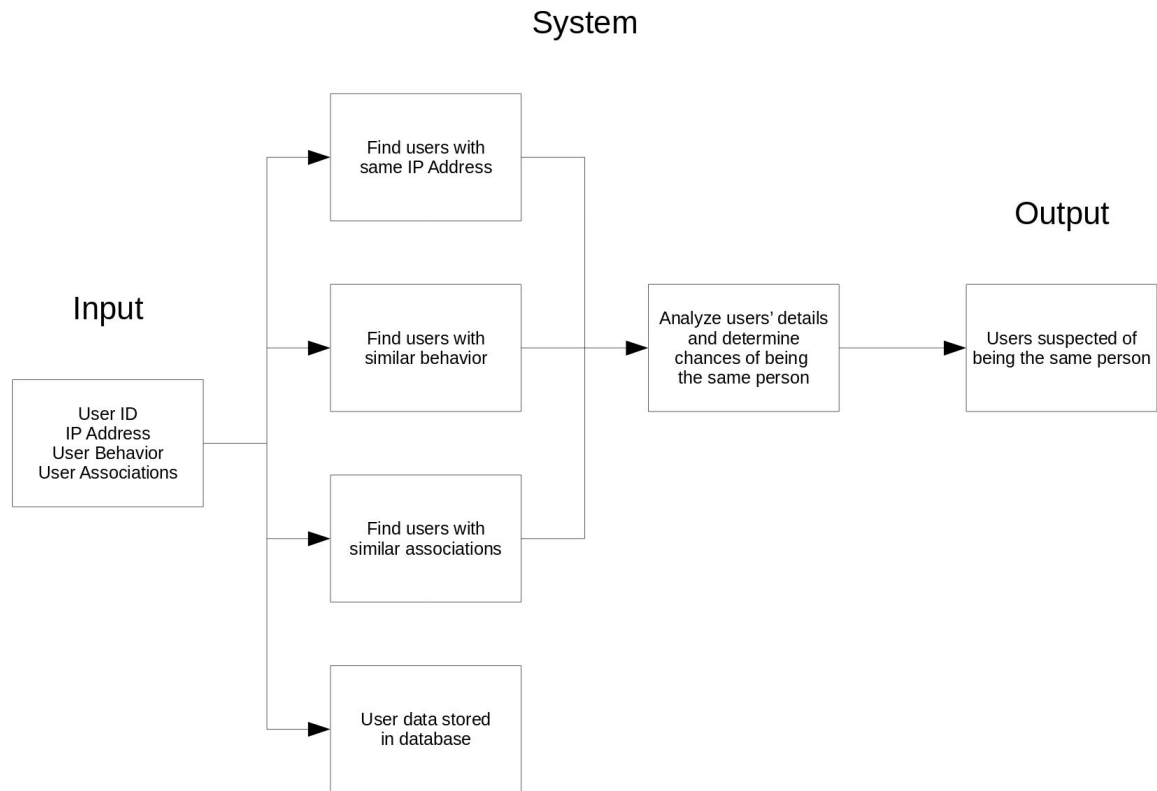 System
Find users with
same IP Address
Output
Input
Find users with
similar behavior
Analyze users’ details
and determine
chances of being
the same person
Users suspected of
being the same person
User ID
IP Address
User Behavior
User Associations
Find users with
similar associations
User data stored
in database